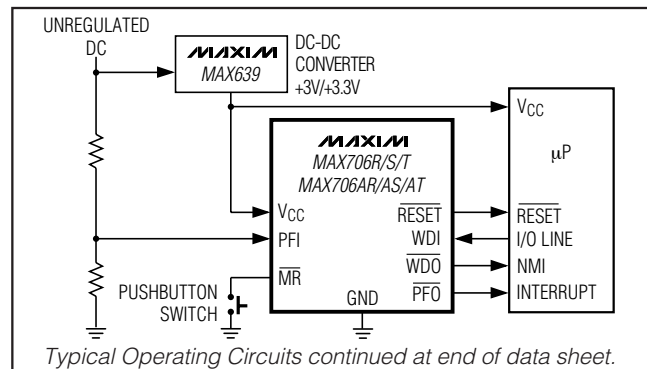 UNREGULATED
DC
MAXIM
MAX639
DC-DC
CONVERTER
+3V/+3.3V
MAXIM
MAX706R/S/T
MAX706AR/AS/AT
VCC
PFI
MR
GND
RESET
WDI
WDO
PFO
VCC
µP
RESET
I/O LINE
NMI
INTERRUPT
PUSHBUTTON
SWITCH
Typical Operating Circuits continued at end of data sheet.